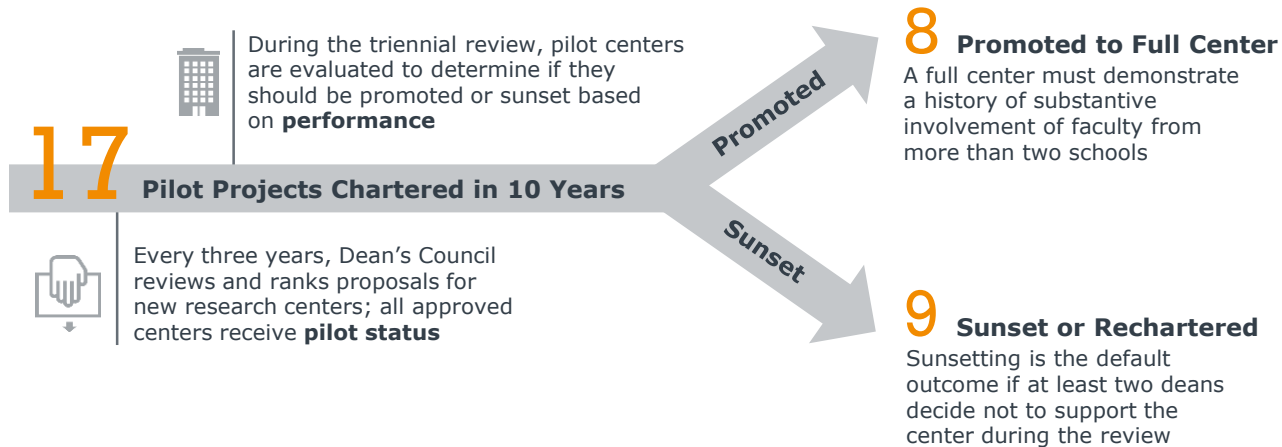 During the triennial review, pilot centers
are evaluated to determine if they
should be promoted or sunset based
on performance
17 Pilot Projects Chartered in 10 Years
Every three years, Dean’s Council
reviews and ranks proposals for
new research centers; all approved
centers receive pilot status
Promoted
8 Promoted to Full Center
A full center must demonstrate
a history of substantive
involvement of faculty from
more than two schools
Sunset
9 Sunset or Rechartered
Sunsetting is the default
outcome if at least two deans
decide not to support the
center during the review